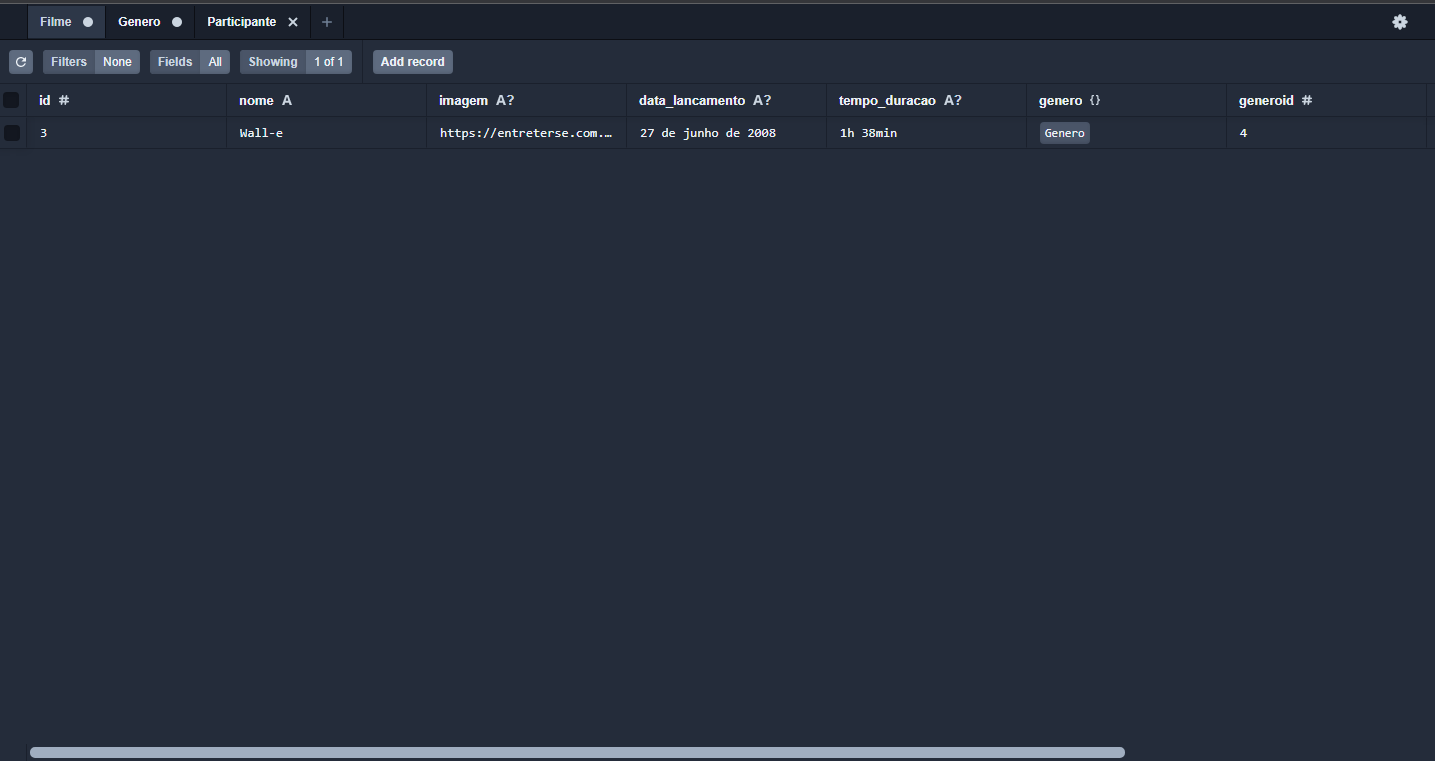 Filme Genero Participante
Filters None Fields All Showing 1 of 1 Add record
id # nome A imagem A? data_lancamento A? tempo_duracao A? genero {} generoid #
3 Wall-e https://entreterse.com.… 27 de junho de 2008 1h 38min Genero 4